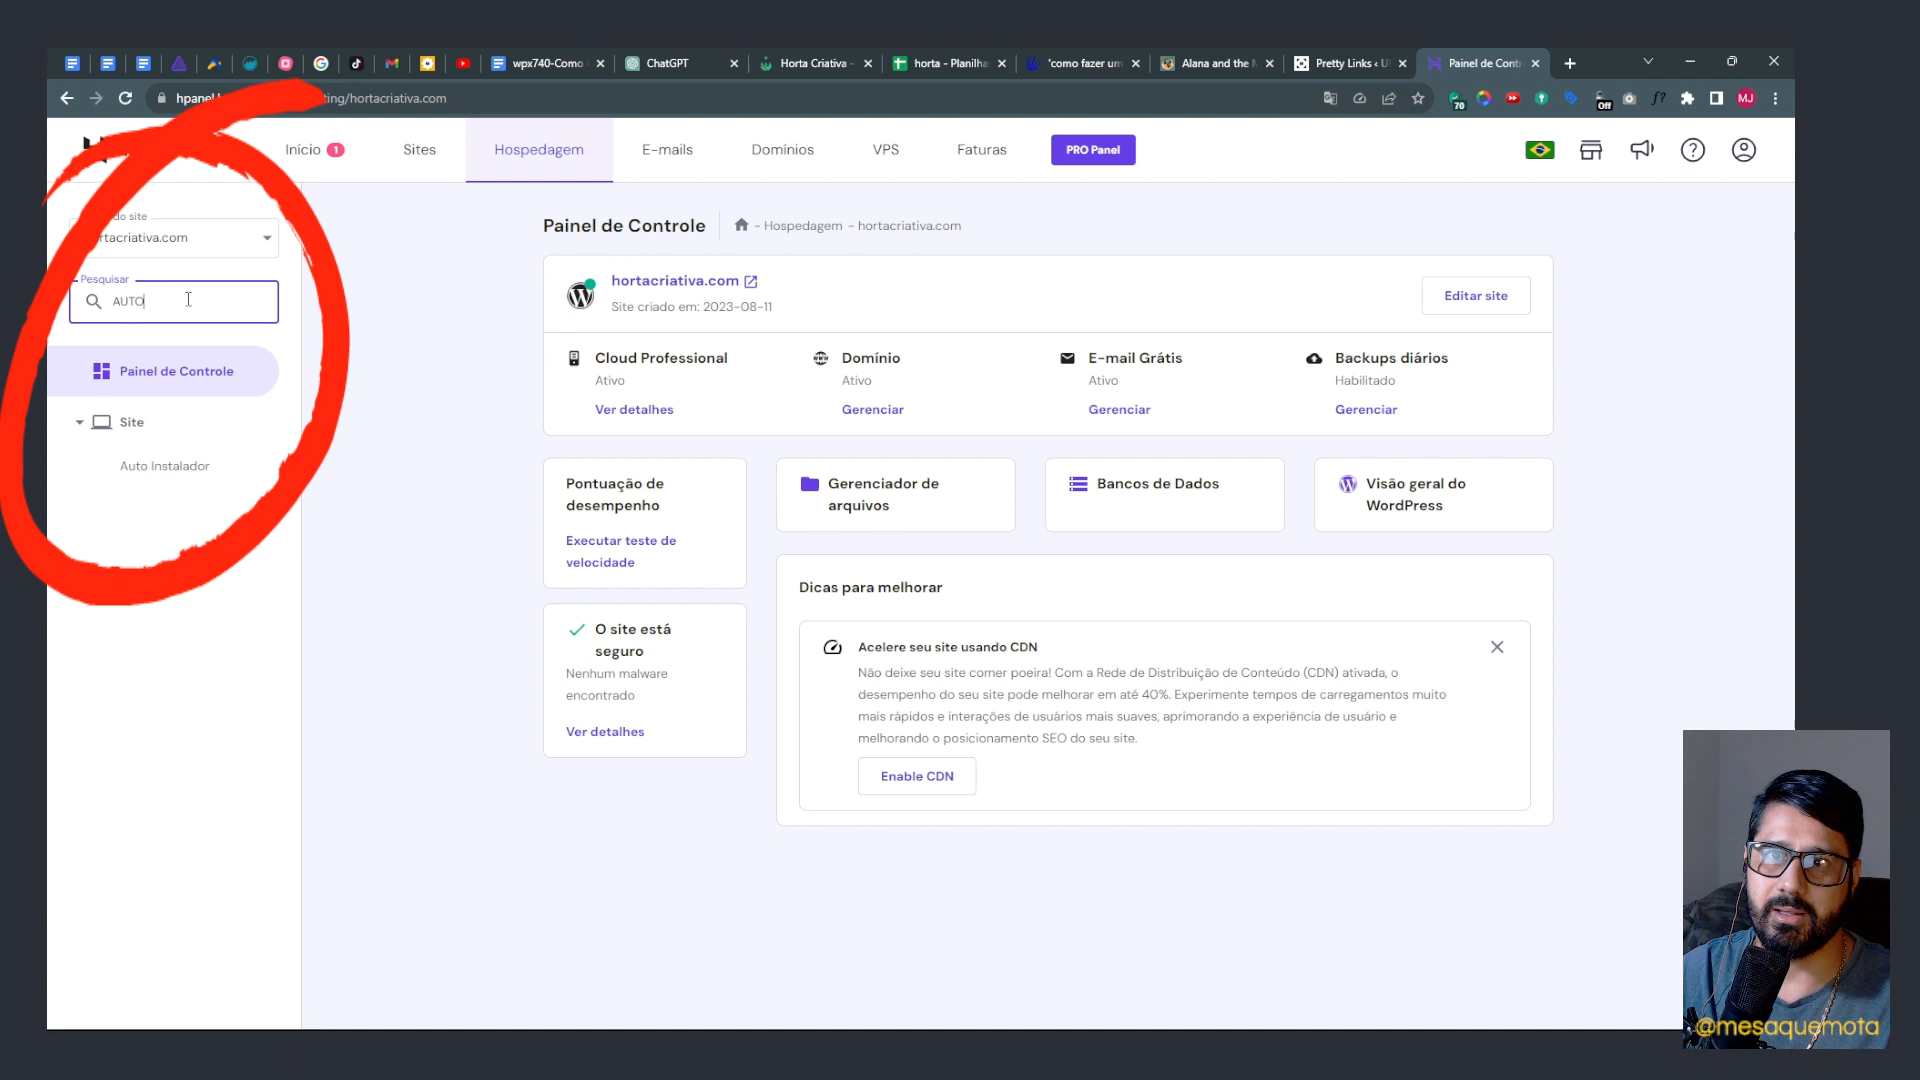 wpx740-Como
ChatGPT
Horta Criativa -
horta - Planilha
"como fazer um
Alana and the
Pretty Links ‹ U
Painel de Contr
ting/hortacriativa.com
70
Off
f?
MJ
Início 1
Sites
Hospedagem
E-mails
Domínios
VPS
Faturas
PRO Panel
do site
rtacriativa.com
Pesquisar
AUTO
Painel de Controle
Site
Auto Instalador
Painel de Controle
- Hospedagem - hortacriativa.com
hortacriativa.com
Site criado em: 2023-08-11
Editar site
Cloud Professional
Ativo
Ver detalhes
Domínio
Ativo
Gerenciar
E-mail Grátis
Ativo
Gerenciar
Backups diários
Habilitado
Gerenciar
Pontuação de
desempenho
Executar teste de
velocidade
Gerenciador de
arquivos
Bancos de Dados
Visão geral do
WordPress
O site está
seguro
Nenhum malware
encontrado
Ver detalhes
Dicas para melhorar
Acelere seu site usando CDN
Não deixe seu site comer poeira! Com a Rede de Distribuição de Conteúdo (CDN) ativada, o
desempenho do seu site pode melhorar em até 40%. Experimente tempos de carregamentos muito
mais rápidos e interações de usuários mais suaves, aprimorando a experiência de usuário e
melhorando o posicionamento SEO do seu site.
Enable CDN
@mesaquemota